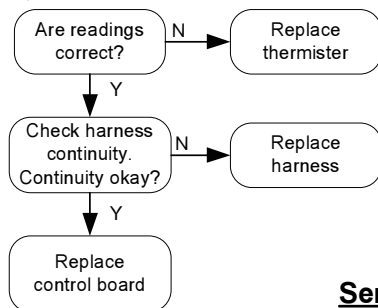 Are readings
correct?
N
Replace
thermister
Y
Check harness
continuity.
Continuity okay?
N
Replace
harness
Y
Replace
control board